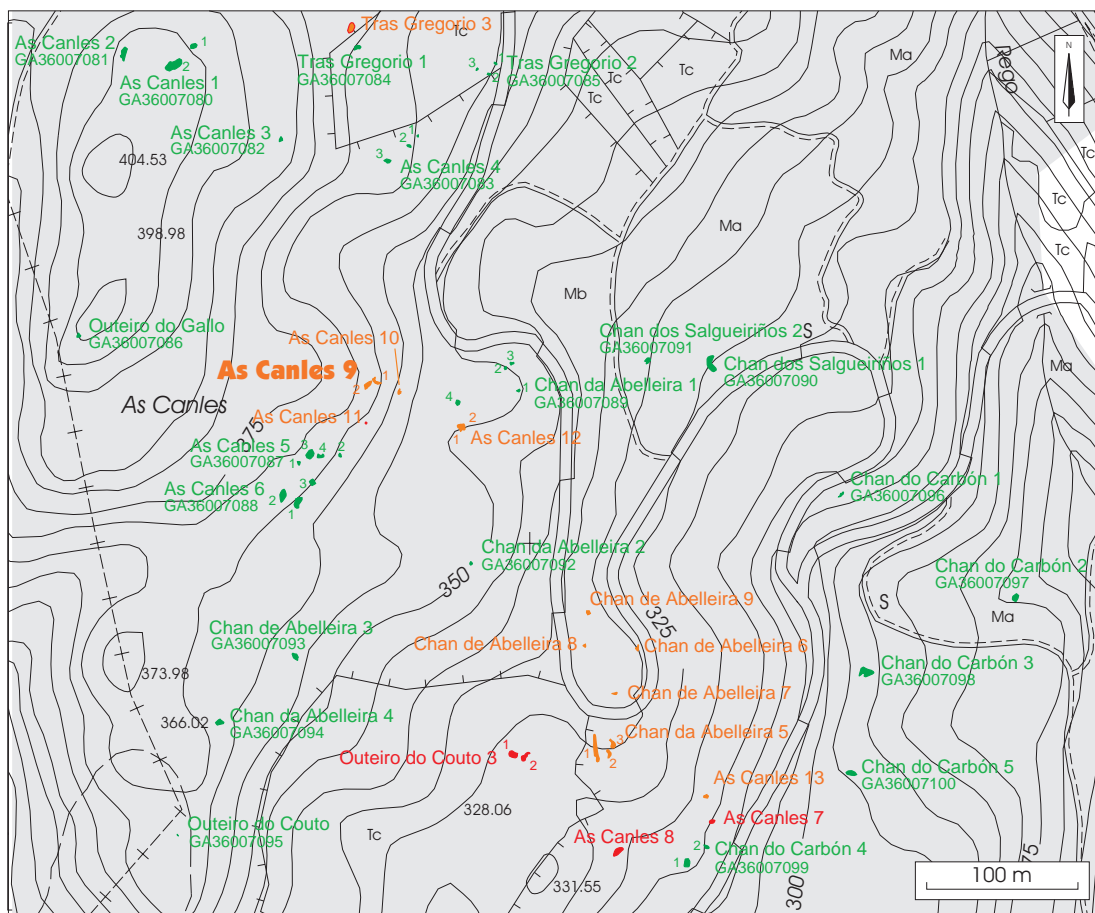 Tras Gregorio 3
Tc
rego
Ma
N
As Canles 2
GA36007081
1
2
As Canles 1
GA36007080
Tras Gregorio 1
GA36007084
3
1
2
Tras Gregorio 2
GA36007085
Tc
Tc
Tc
Tc
As Canles 3
GA36007082
404.53
1
2
3
As Canles 4
GA36007083
Tc
Tc
398.98
Ma
Mb
Outeiro do Gallo
GA36007086
As Canles 10
Chan dos Salgueiriños 2
GA36007091
S
Chan dos Salgueiriños 1
GA36007090
Ma
As Canles 9
2
1
3
2
1
Chan da Abelleira 1
GA36007089
4
As Canles
As Canles 11
2
1
As Canles 12
375
As Canles 5
GA36007087
3
4
2
1
As Canles 6
GA36007088
3
2
1
Chan do Carbón 1
GA36007096
Chan da Abelleira 2
GA36007092
350
Chan do Carbón 2
GA36007097
S
Ma
Chan de Abelleira 9
325
Chan de Abelleira 3
GA36007093
Chan de Abelleira 8
Chan de Abelleira 6
373.98
Chan do Carbón 3
GA36007098
Chan de Abelleira 7
366.02
Chan da Abelleira 4
GA36007094
Chan da Abelleira 5
1
3
2
Outeiro do Couto 3
1
2
Chan do Carbón 5
GA36007100
As Canles 13
328.06
Outeiro do Couto
GA36007095
Tc
As Canles 7
As Canles 8
2
1
Chan do Carbón 4
GA36007099
331.55
300
75
100 m